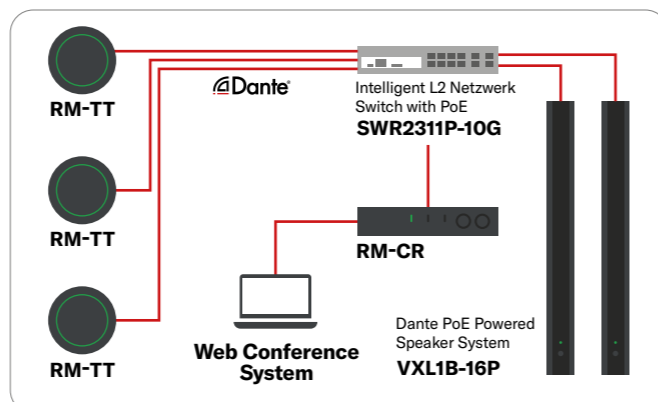 RM-TT
Dante®
Intelligent L2 Netzwerk
Switch with PoE
SWR2311P-10G
RM-TT
RM-CR
RM-TT
Web Conference
System
Dante PoE Powered
Speaker System
VXL1B-16P